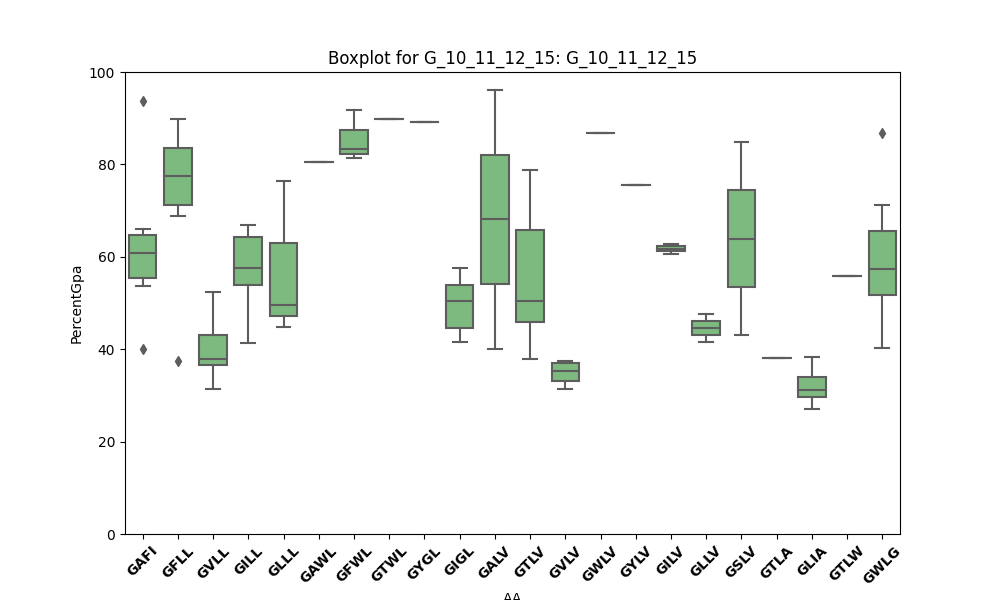 Boxplot for G_10_11_12_15: G_10_11_12_15
100
80
60
40
20
0
PercentGpa
GAFI GFLL GVLL GILL GLLL GAWL GFWL GTWL GYGL GIGL GALV GTLV GVLV GWLV GYLV GILV GLLV GSLV GTLA GLIA GTLW GWLG
AA